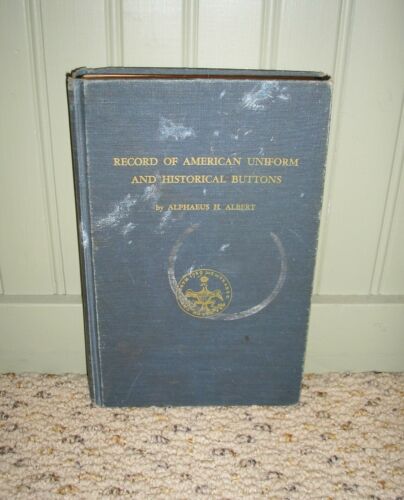 RECORD OF AMERICAN UNIFORM
AND HISTORICAL BUTTONS
by ALPHAEUS H. ALBERT